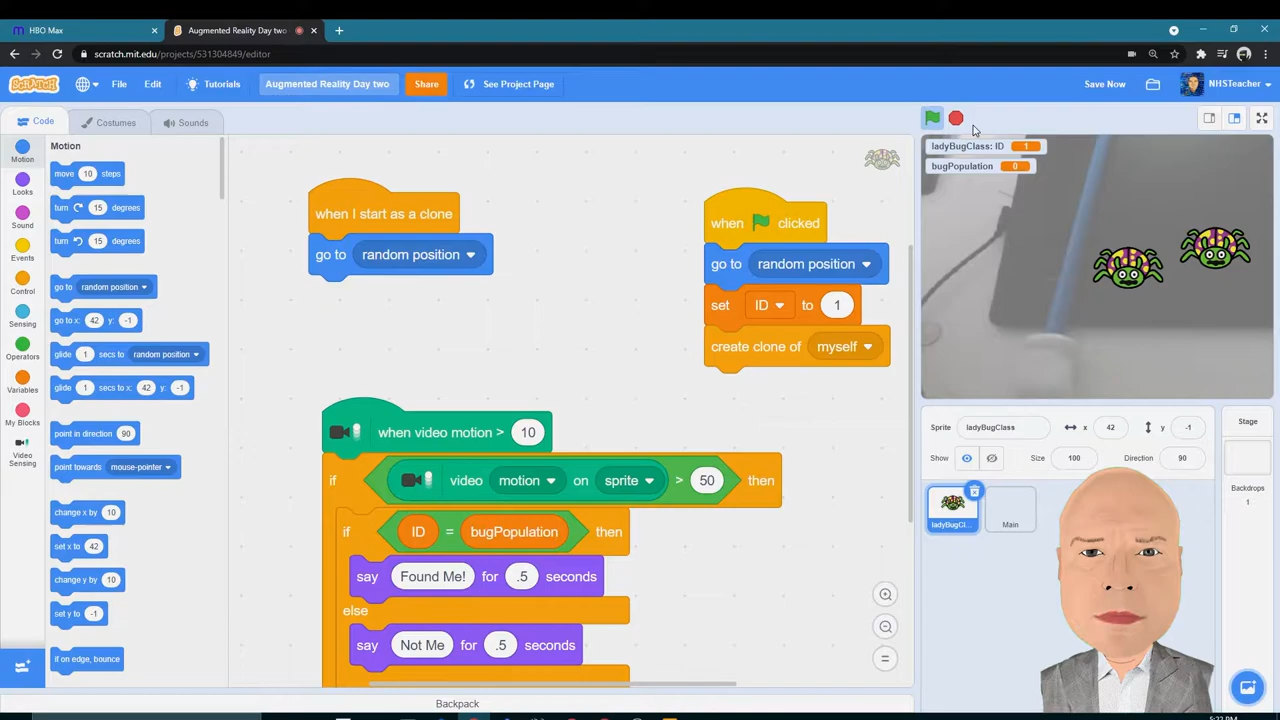 HBO Max
Augmented Reality Day two
scratch.mit.edu/projects/531304849/editor
SCRATCH
File
Edit
Tutorials
Augmented Reality Day two
Share
See Project Page
Save Now
NHSTeacher
Code
Costumes
Sounds
Motion
Looks
Sound
Events
Control
Sensing
Operators
Variables
My Blocks
Video Sensing
Motion
move 10 steps
turn 15 degrees
turn 15 degrees
go to random position
go to x: 42 y: -1
glide 1 secs to random position
glide 1 secs to x: 42 y: -1
point in direction 90
point towards mouse-pointer
change x by 10
set x to 42
change y by 10
set y to -1
if on edge, bounce
when I start as a clone
go to random position
when clicked
go to random position
set ID to 1
create clone of myself
when video motion > 10
if video motion on sprite > 50 then
if ID = bugPopulation then
say Found Me! for .5 seconds
else
say Not Me for .5 seconds
Backpack
ladyBugClass: ID 1
bugPopulation 0
Sprite ladyBugClass x 42 y -1
Show Size 100 Direction 90
ladyBugCl...
Main
Stage
Backdrops
1
5:22 PM